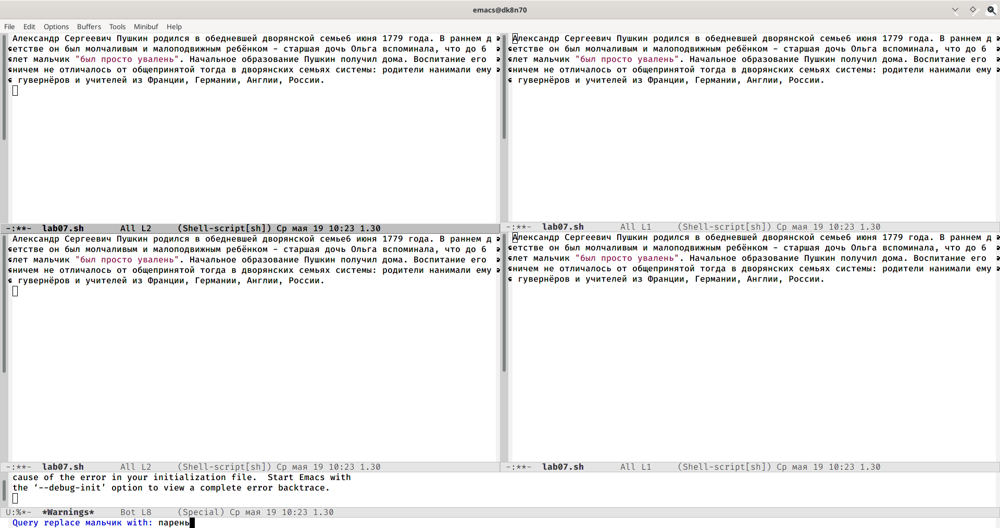 emacs@dk8n70
File Edit Options Buffers Tools Minibuf Help
Александр Сергеевич Пушкин родился в обедневшей дворянской семье6 июня 1779 года. В раннем д
етстве он был молчаливым и малоподвижным ребёнком - старшая дочь Ольга вспоминала, что до 6
лет мальчик "был просто увалень". Начальное образование Пушкин получил дома. Воспитание его
ничем не отличалось от общепринятой тогда в дворянских семьях системы: родители нанимали ему
гувернёров и учителей из Франции, Германии, Англии, России.
-:**- lab07.sh All L2 (Shell-script[sh]) Ср мая 19 10:23 1.30
Александр Сергеевич Пушкин родился в обедневшей дворянской семье6 июня 1779 года. В раннем д
етстве он был молчаливым и малоподвижным ребёнком - старшая дочь Ольга вспоминала, что до 6
лет мальчик "был просто увалень". Начальное образование Пушкин получил дома. Воспитание его
ничем не отличалось от общепринятой тогда в дворянских семьях системы: родители нанимали ему
гувернёров и учителей из Франции, Германии, Англии, России.
-:**- lab07.sh All L1 (Shell-script[sh]) Ср мая 19 10:23 1.30
Александр Сергеевич Пушкин родился в обедневшей дворянской семье6 июня 1779 года. В раннем д
етстве он был молчаливым и малоподвижным ребёнком - старшая дочь Ольга вспоминала, что до 6
лет мальчик "был просто увалень". Начальное образование Пушкин получил дома. Воспитание его
ничем не отличалось от общепринятой тогда в дворянских семьях системы: родители нанимали ему
гувернёров и учителей из Франции, Германии, Англии, России.
-:**- lab07.sh All L2 (Shell-script[sh]) Ср мая 19 10:23 1.30
Александр Сергеевич Пушкин родился в обедневшей дворянской семье6 июня 1779 года. В раннем д
етстве он был молчаливым и малоподвижным ребёнком - старшая дочь Ольга вспоминала, что до 6
лет мальчик "был просто увалень". Начальное образование Пушкин получил дома. Воспитание его
ничем не отличалось от общепринятой тогда в дворянских семьях системы: родители нанимали ему
гувернёров и учителей из Франции, Германии, Англии, России.
-:**- lab07.sh All L1 (Shell-script[sh]) Ср мая 19 10:23 1.30
cause of the error in your initialization file.  Start Emacs with
the ‘--debug-init’ option to view a complete error backtrace.
U:%*- *Warnings* Bot L8 (Special) Ср мая 19 10:23 1.30
Query replace мальчик with: парень